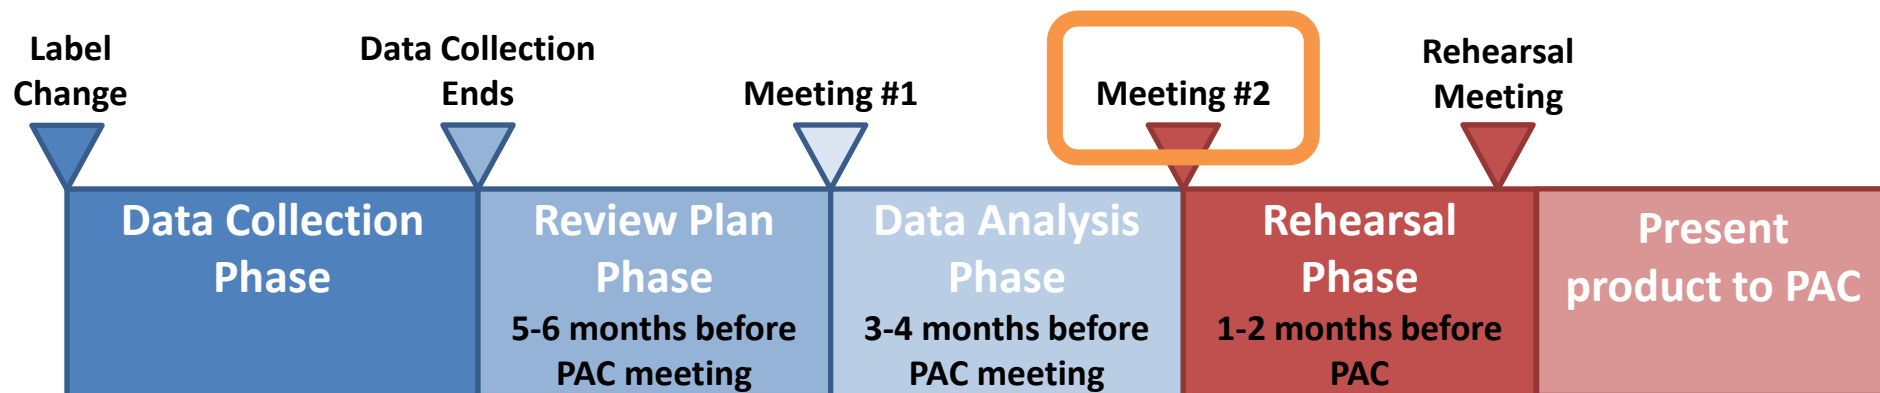 Label
Change
Data Collection
Ends
Meeting #1
Meeting #2
Rehearsal
Meeting
Data Collection
Phase
Review Plan
Phase
5-6 months before
PAC meeting
Data Analysis
Phase
3-4 months before
PAC meeting
Rehearsal
Phase
1-2 months before
PAC
Present
product to PAC